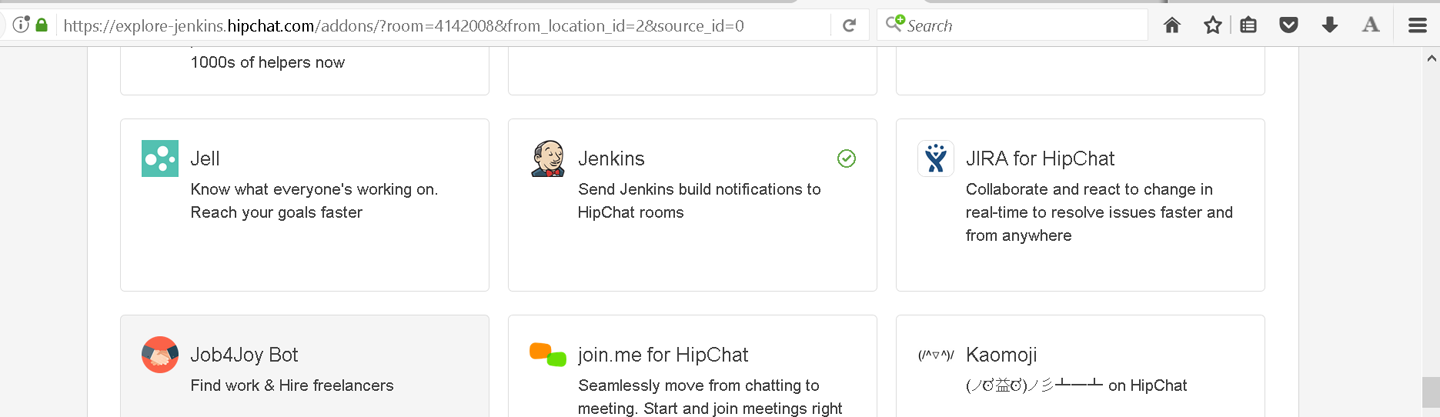 https://explore-jenkins.hipchat.com/addons/?room=4142008&from_location_id=2&source_id=0
Search
1000s of helpers now
Jell
Know what everyone's working on.
Reach your goals faster
Jenkins
Send Jenkins build notifications to
HipChat rooms
JIRA for HipChat
Collaborate and react to change in
real-time to resolve issues faster and
from anywhere
Job4Joy Bot
Find work & Hire freelancers
join.me for HipChat
Seamlessly move from chatting to
meeting. Start and join meetings right
(/^▽^)/
Kaomoji
(ノಠ益ಠ)ノ彡┻━┻ on HipChat